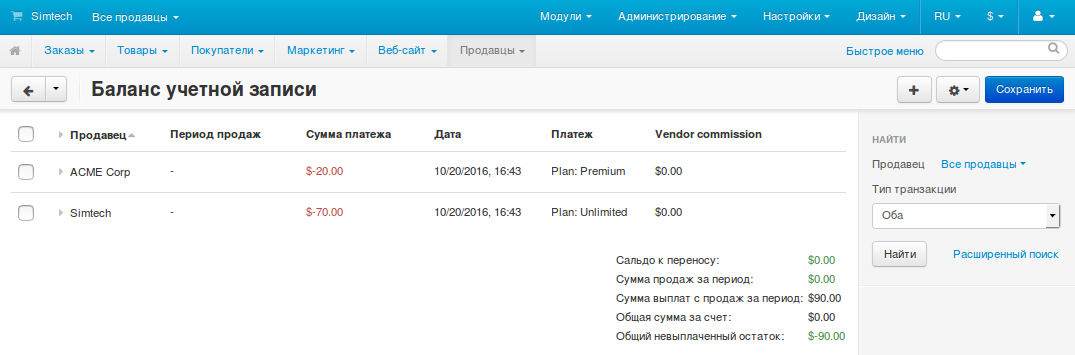 Simtech Все продавцы Модули Администрирование Настройки Дизайн RU $
Заказы Товары Покупатели Маркетинг Веб-сайт Продавцы Быстрое меню
Баланс учетной записи Сохранить
Продавец Период продаж Сумма платежа Дата Платеж Vendor commission
ACME Corp - $-20.00 10/20/2016, 16:43 Plan: Premium $0.00
Simtech - $-70.00 10/20/2016, 16:43 Plan: Unlimited $0.00
Сальдо к переносу: $0.00
Сумма продаж за период: $0.00
Сумма выплат с продаж за период: $90.00
Общая сумма за счет: $0.00
Общий невыплаченный остаток: $-90.00
НАЙТИ
Продавец Все продавцы
Тип транзакции
Оба
Найти Расширенный поиск